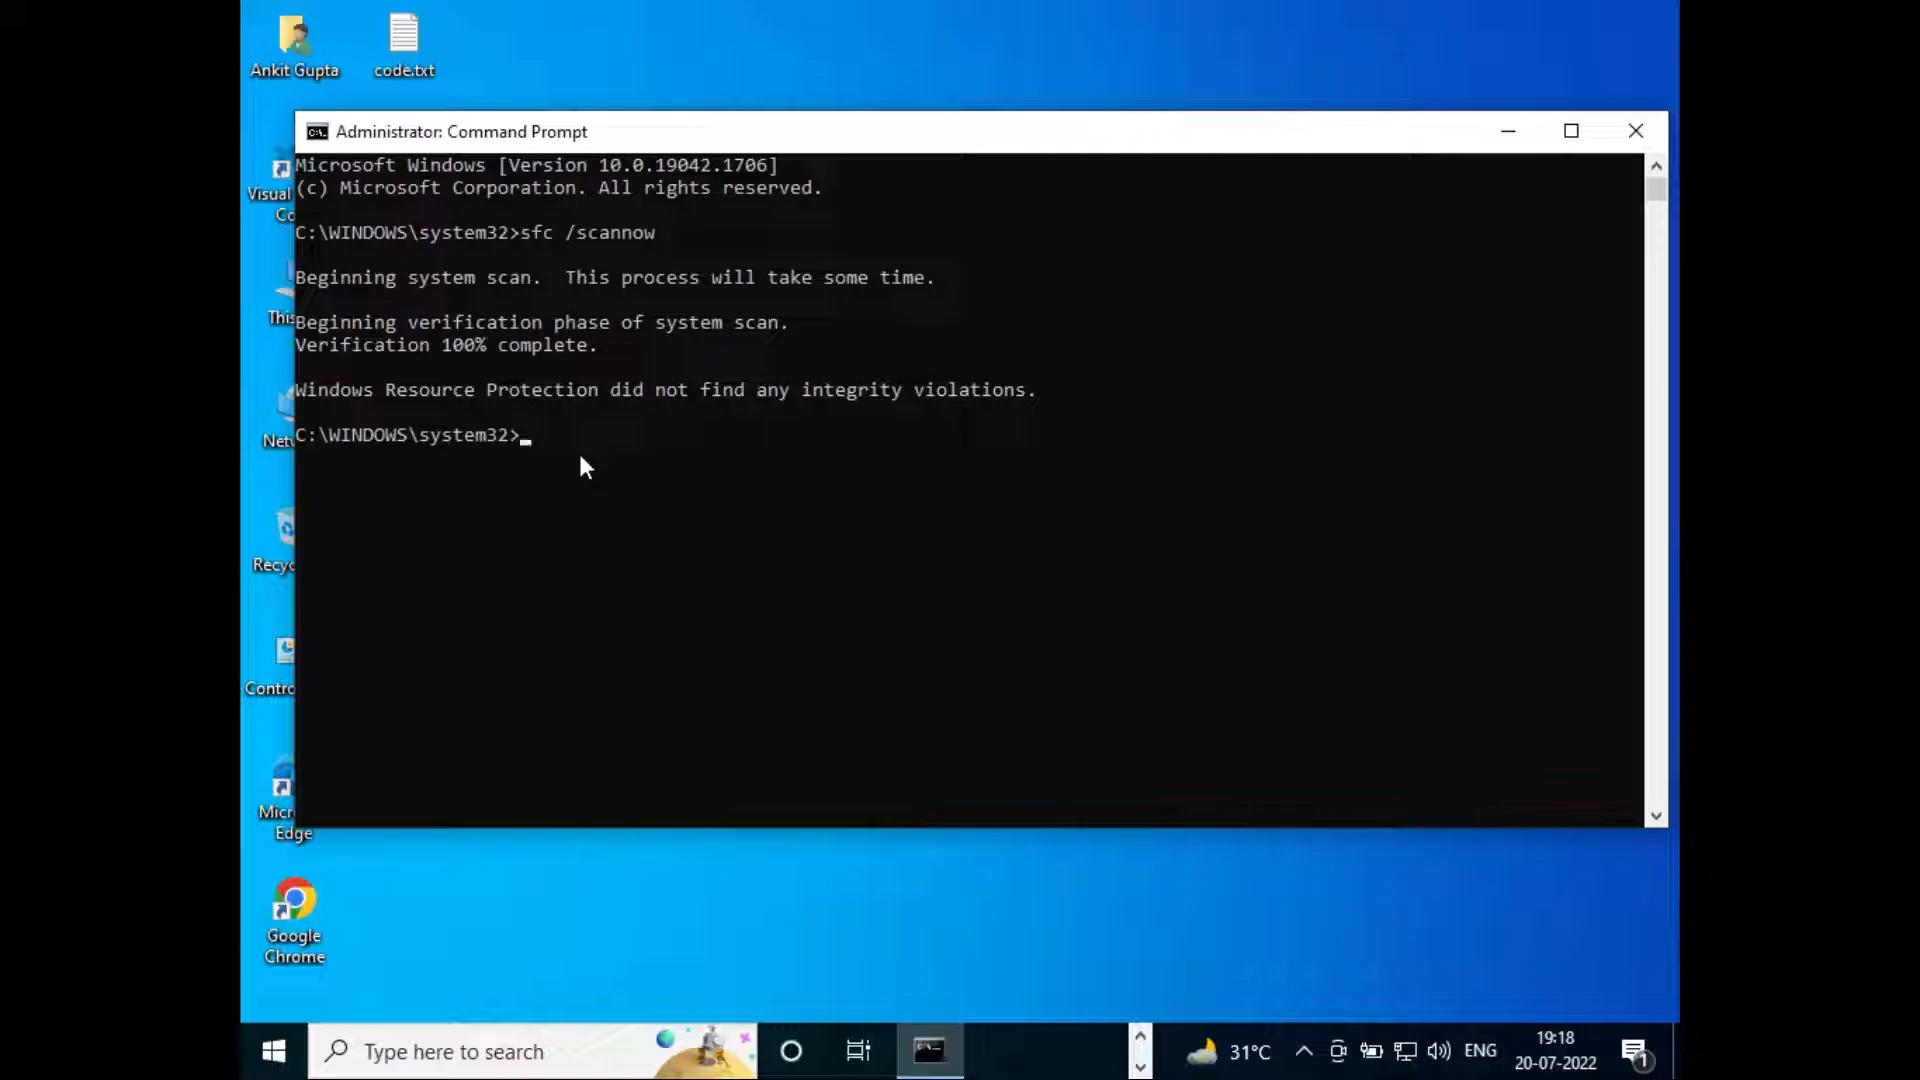 Ankit Gupta
code.txt
Administrator: Command Prompt
Microsoft Windows [Version 10.0.19042.1706]
(c) Microsoft Corporation. All rights reserved.
C:\WINDOWS\system32>sfc /scannow
Beginning system scan.  This process will take some time.
Beginning verification phase of system scan.
Verification 100% complete.
Windows Resource Protection did not find any integrity violations.
C:\WINDOWS\system32>
Visual
Co
This
Netw
Recyc
Contro
Micr
Edge
Google
Chrome
Type here to search
31°C
ENG
19:18
20-07-2022
1